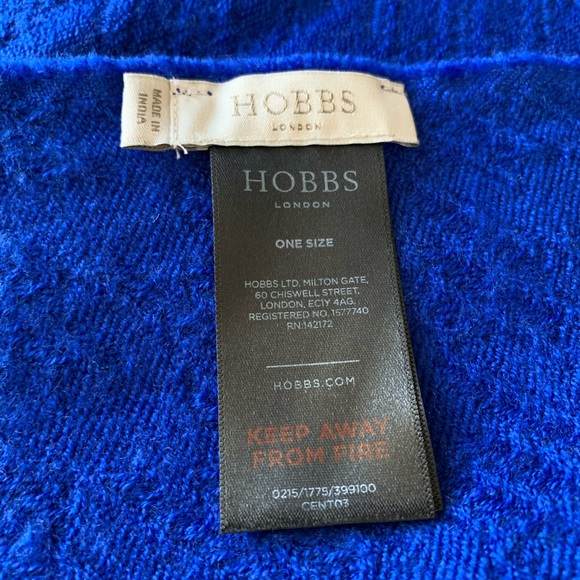 MADE IN
INDIA
HOBBS
LONDON
HOBBS
LONDON
ONE SIZE
HOBBS LTD, MILTON GATE,
60 CHISWELL STREET,
LONDON, EC1Y 4AG.
REGISTERED NO. 1577740
RN:142172
HOBBS.COM
KEEP AWAY
FROM FIRE
0215/1775/399100
CENT03